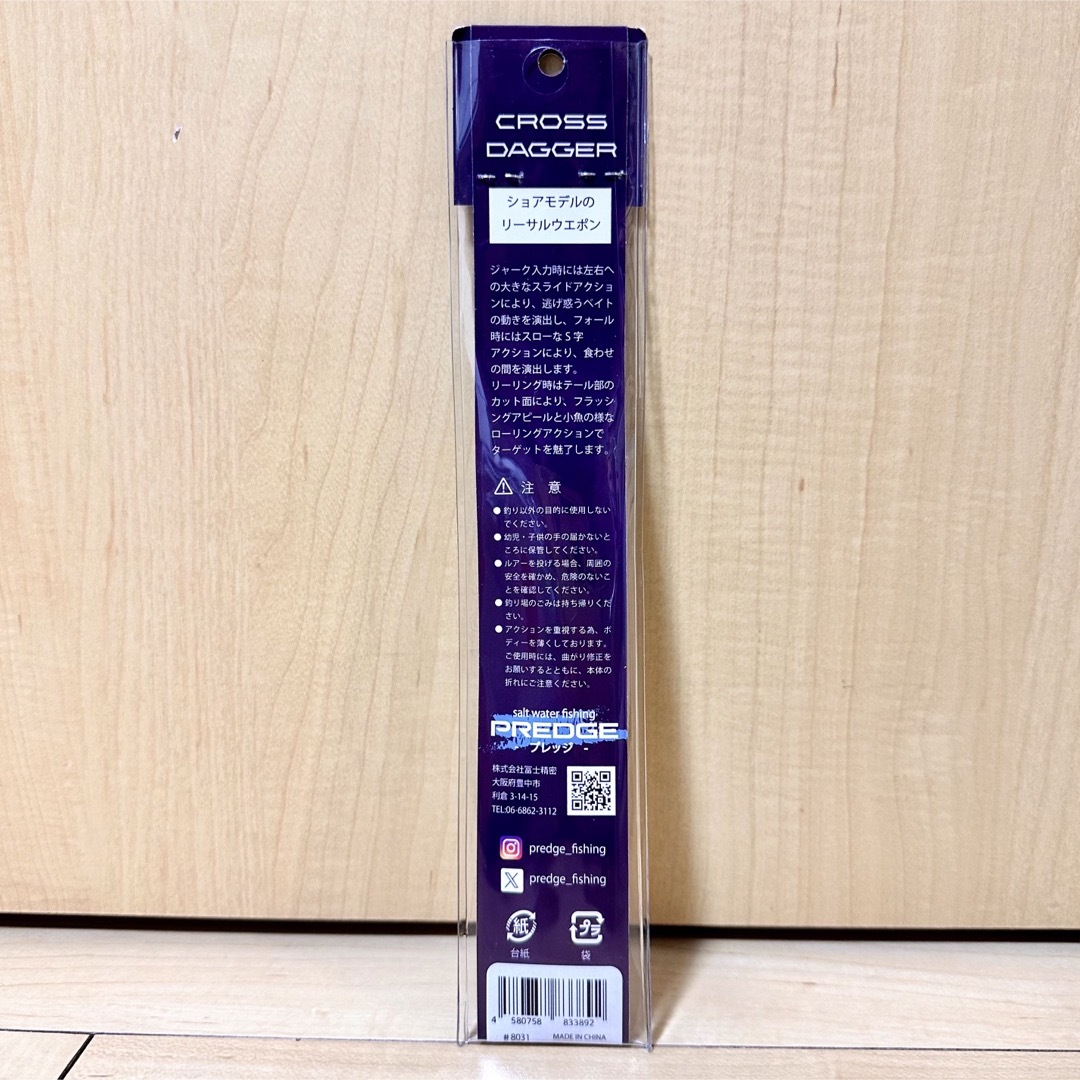 CROSS
DAGGER
ショアモデルの
リーサルウエポン
ジャーク入力時には左右へ
の大きなスライドアクショ
ンにより、逃げ惑うベイト
の動きを演出し、フォール
時にはスローなS字
アクションにより、食わせ
の間を演出します。
リーリング時はテール部の
カット面により、フラッシ
ングアピールと小魚の様な
ローリングアクションで
ターゲットを魅了します。
注 意
●釣り以外の目的に使用しない
でください。
●幼児・子供の手の届かないと
ころに保管してください。
●ルアーを投げる場合、周囲の
安全を確かめ、危険のないこ
とを確認してください。
●釣り場のごみは持ち帰りくだ
さい。
●アクションを重視する為、ボ
ディーを薄くしております。
ご使用時には、曲がり修正を
お願いするとともに、本体の
折れにご注意ください。
salt water fishing
PREDGE
- プレッジ -
株式会社冨士精密
大阪府豊中市
利倉 3-14-15
TEL:06-6862-3112
predge_fishing
predge_fishing
紙
台紙
プラ
袋
4 580758 833892
#8031 MADE IN CHINA